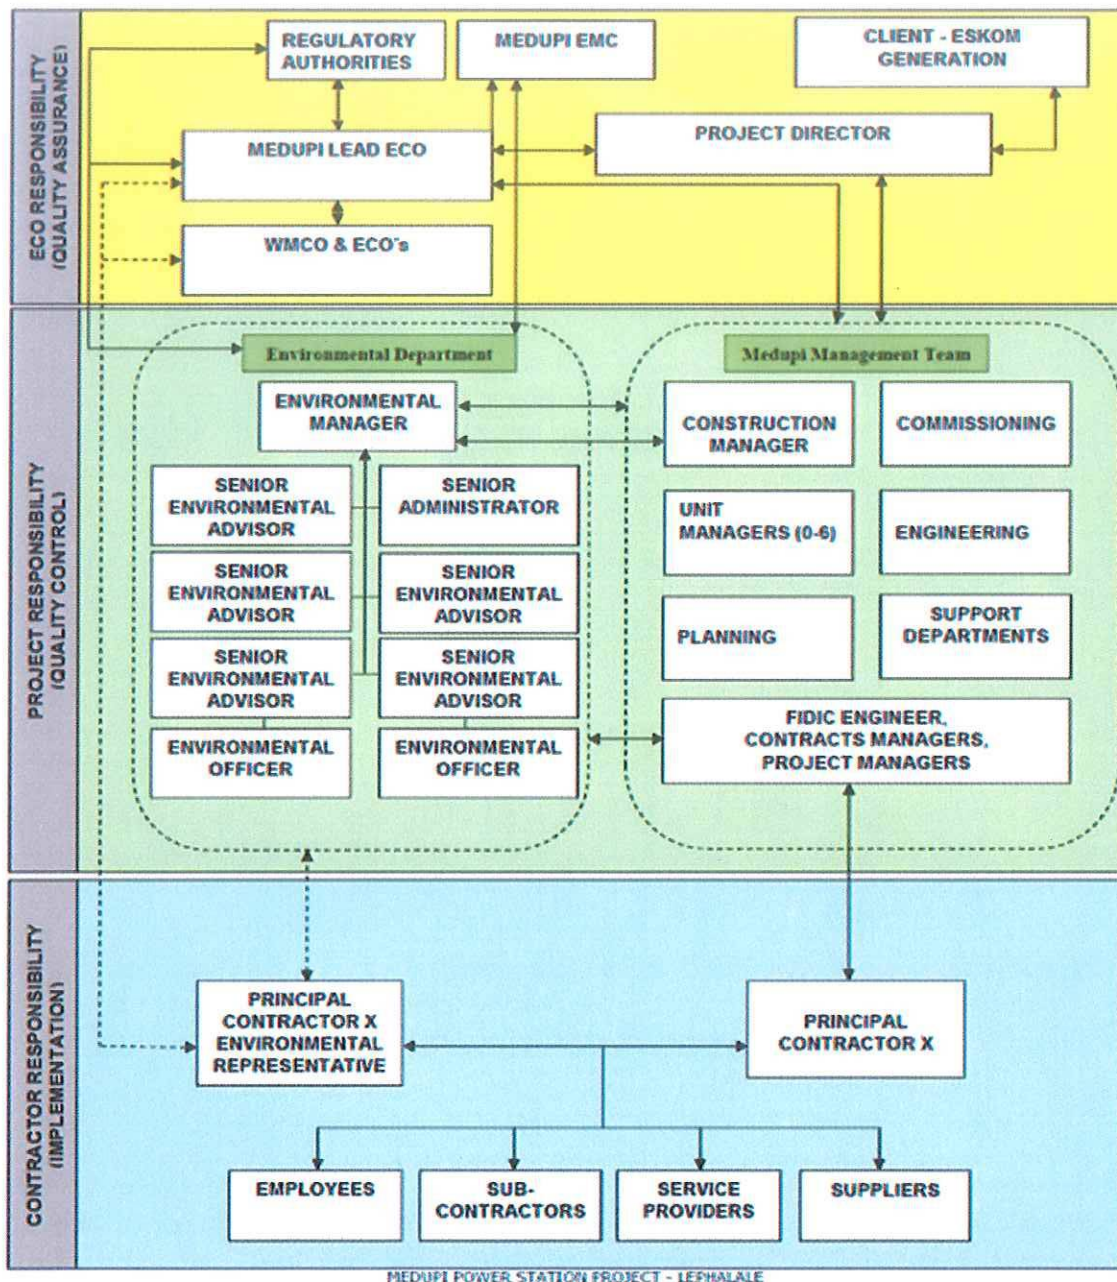 ECO RESPONSIBILITY
(QUALITY ASSURANCE)
REGULATORY
AUTHORITIES
MEDUPI EMC
CLIENT - ESKOM
GENERATION
MEDUPI LEAD ECO
PROJECT DIRECTOR
WMCO & ECO's
PROJECT RESPONSIBILITY
(QUALITY CONTROL)
Environmental Department
ENVIRONMENTAL
MANAGER
SENIOR
ENVIRONMENTAL
ADVISOR
SENIOR
ADMINISTRATOR
SENIOR
ENVIRONMENTAL
ADVISOR
SENIOR
ENVIRONMENTAL
ADVISOR
SENIOR
ENVIRONMENTAL
ADVISOR
SENIOR
ENVIRONMENTAL
ADVISOR
ENVIRONMENTAL
OFFICER
ENVIRONMENTAL
OFFICER
Medupi Management Team
CONSTRUCTION
MANAGER
COMMISSIONING
UNIT
MANAGERS (0-6)
ENGINEERING
PLANNING
SUPPORT
DEPARTMENTS
FIDIC ENGINEER,
CONTRACTS MANAGERS,
PROJECT MANAGERS
CONTRACTOR RESPONSIBILITY
(IMPLEMENTATION)
PRINCIPAL
CONTRACTOR X
ENVIRONMENTAL
REPRESENTATIVE
PRINCIPAL
CONTRACTOR X
EMPLOYEES
SUB-
CONTRACTORS
SERVICE
PROVIDERS
SUPPLIERS
MEDUPI POWER STATION PROJECT - LEPHALALE